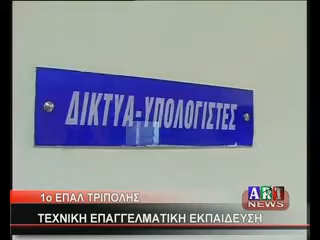 ΔΙΚΤΥΑ-ΥΠΟΛΟΓΙΣΤΕΣ
1ο ΕΠΑΛ ΤΡΙΠΟΛΗΣ
ART
NEWS
ΤΕΧΝΙΚΗ ΕΠΑΓΓΕΛΜΑΤΙΚΗ ΕΚΠΑΙΔΕΥΣΗ